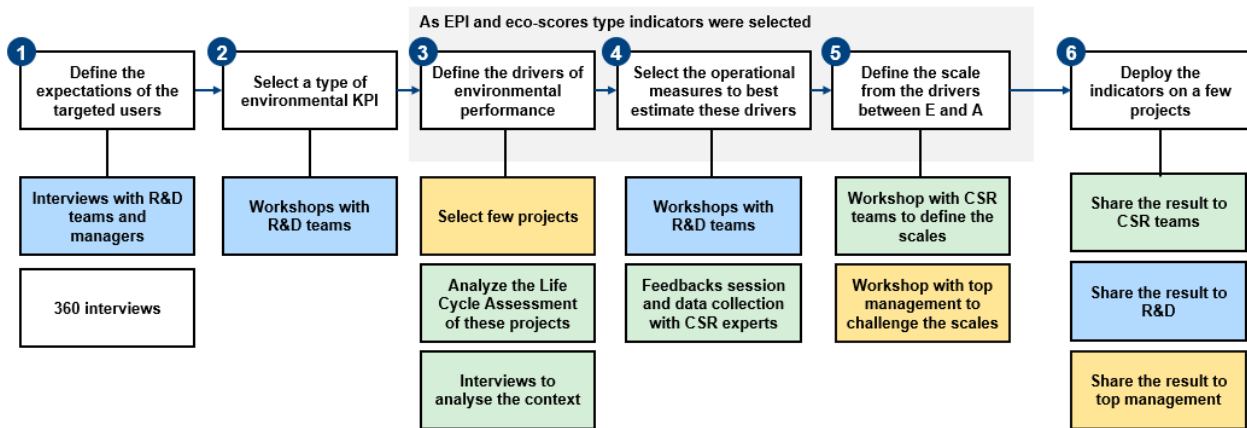 As EPI and eco-scores type indicators were selected
1
Define the
expectations of the
targeted users
2
Select a type of
environmental KPI
3
Define the drivers of
environmental
performance
4
Select the operational
measures to best
estimate these drivers
5
Define the scale
from the drivers
between E and A
6
Deploy the
indicators on a few
projects
Interviews with R&D
teams and
managers
360 interviews
Workshops with
R&D teams
Select few projects
Analyze the Life
Cycle Assessment
of these projects
Interviews to
analyse the context
Workshops with
R&D teams
Feedbacks session
and data collection
with CSR experts
Workshop with CSR
teams to define the
scales
Workshop with top
management to
challenge the scales
Share the result to
CSR teams
Share the result to
R&D
Share the result to
top management